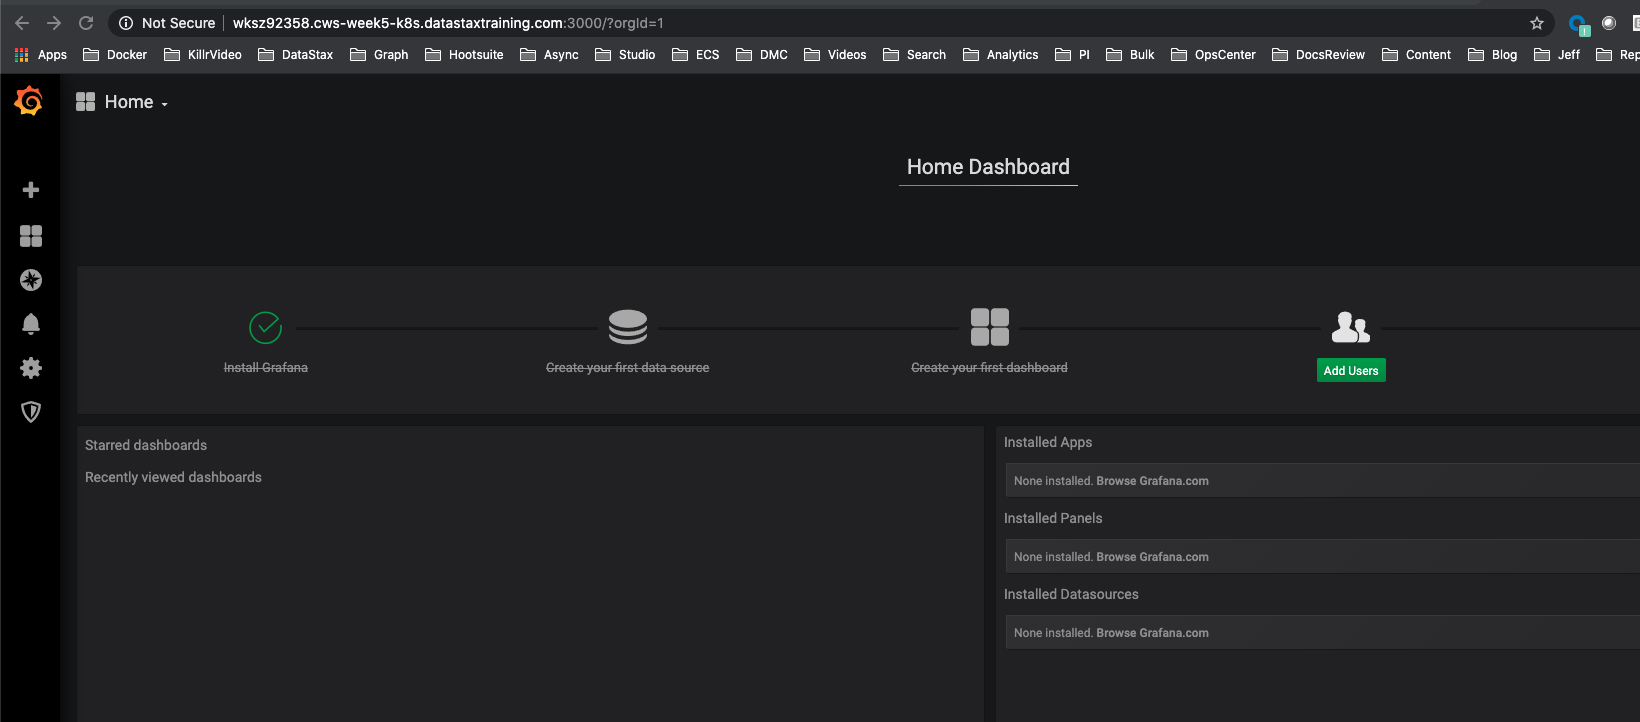 Not Secure wksz92358.cws-week5-k8s.datastaxtraining.com:3000/?orgId=1
Apps Docker KillrVideo DataStax Graph Hootsuite Async Studio ECS DMC Videos Search Analytics PI Bulk OpsCenter DocsReview Content Blog Jeff Rep
Home
Home Dashboard
Install Grafana
Create your first data source
Create your first dashboard
Add Users
Starred dashboards
Recently viewed dashboards
Installed Apps
None installed. Browse Grafana.com
Installed Panels
None installed. Browse Grafana.com
Installed Datasources
None installed. Browse Grafana.com